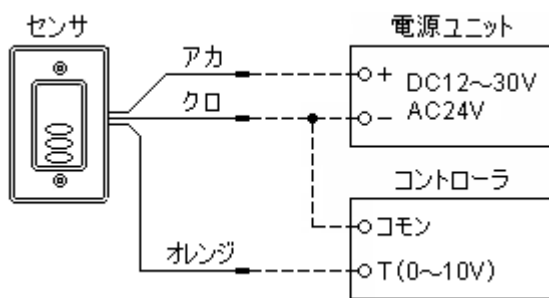 センサ
電源ユニット
アカ
+ DC12～30V
クロ
- AC24V
コントローラ
コモン
オレンジ
T(0～10V)